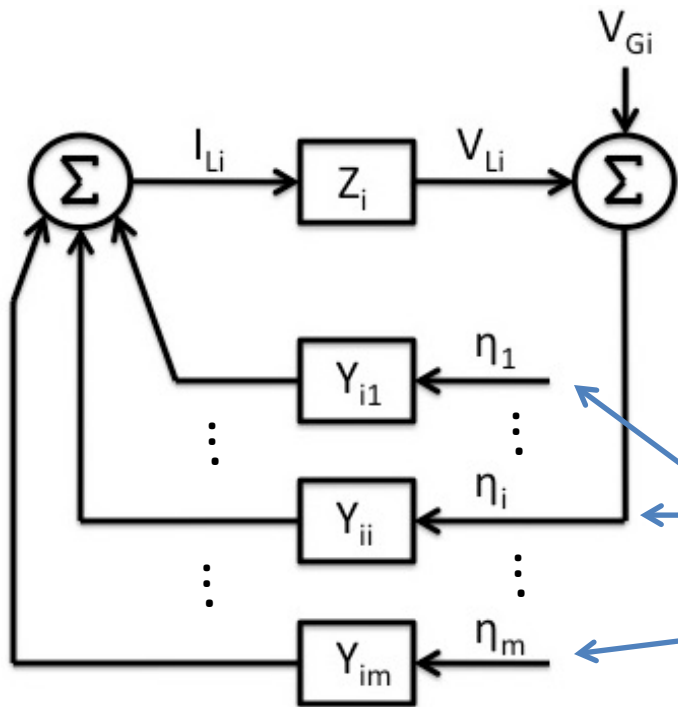 V_Gi
I_Li
V_Li
Σ
Z_i
Σ
Y_i1
η_1
⋮
⋮
Y_ii
η_i
⋮
⋮
Y_im
η_m